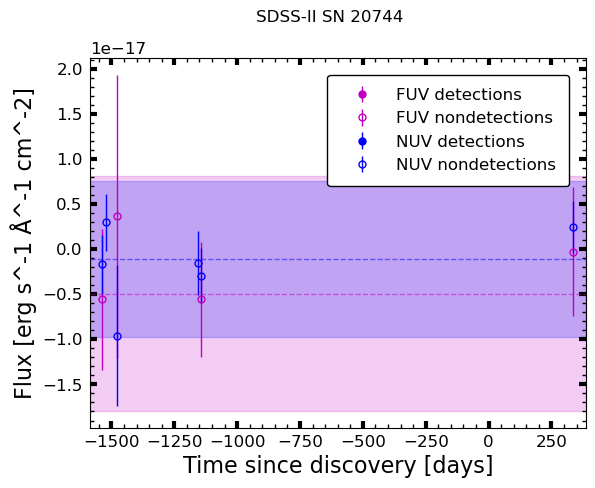 SDSS-II SN 20744
1e−17
2.0
1.5
1.0
0.5
0.0
−0.5
−1.0
−1.5
Flux [erg s^-1 Å^-1 cm^-2]
FUV detections
FUV nondetections
NUV detections
NUV nondetections
−1500 −1250 −1000 −750 −500 −250 0 250
Time since discovery [days]